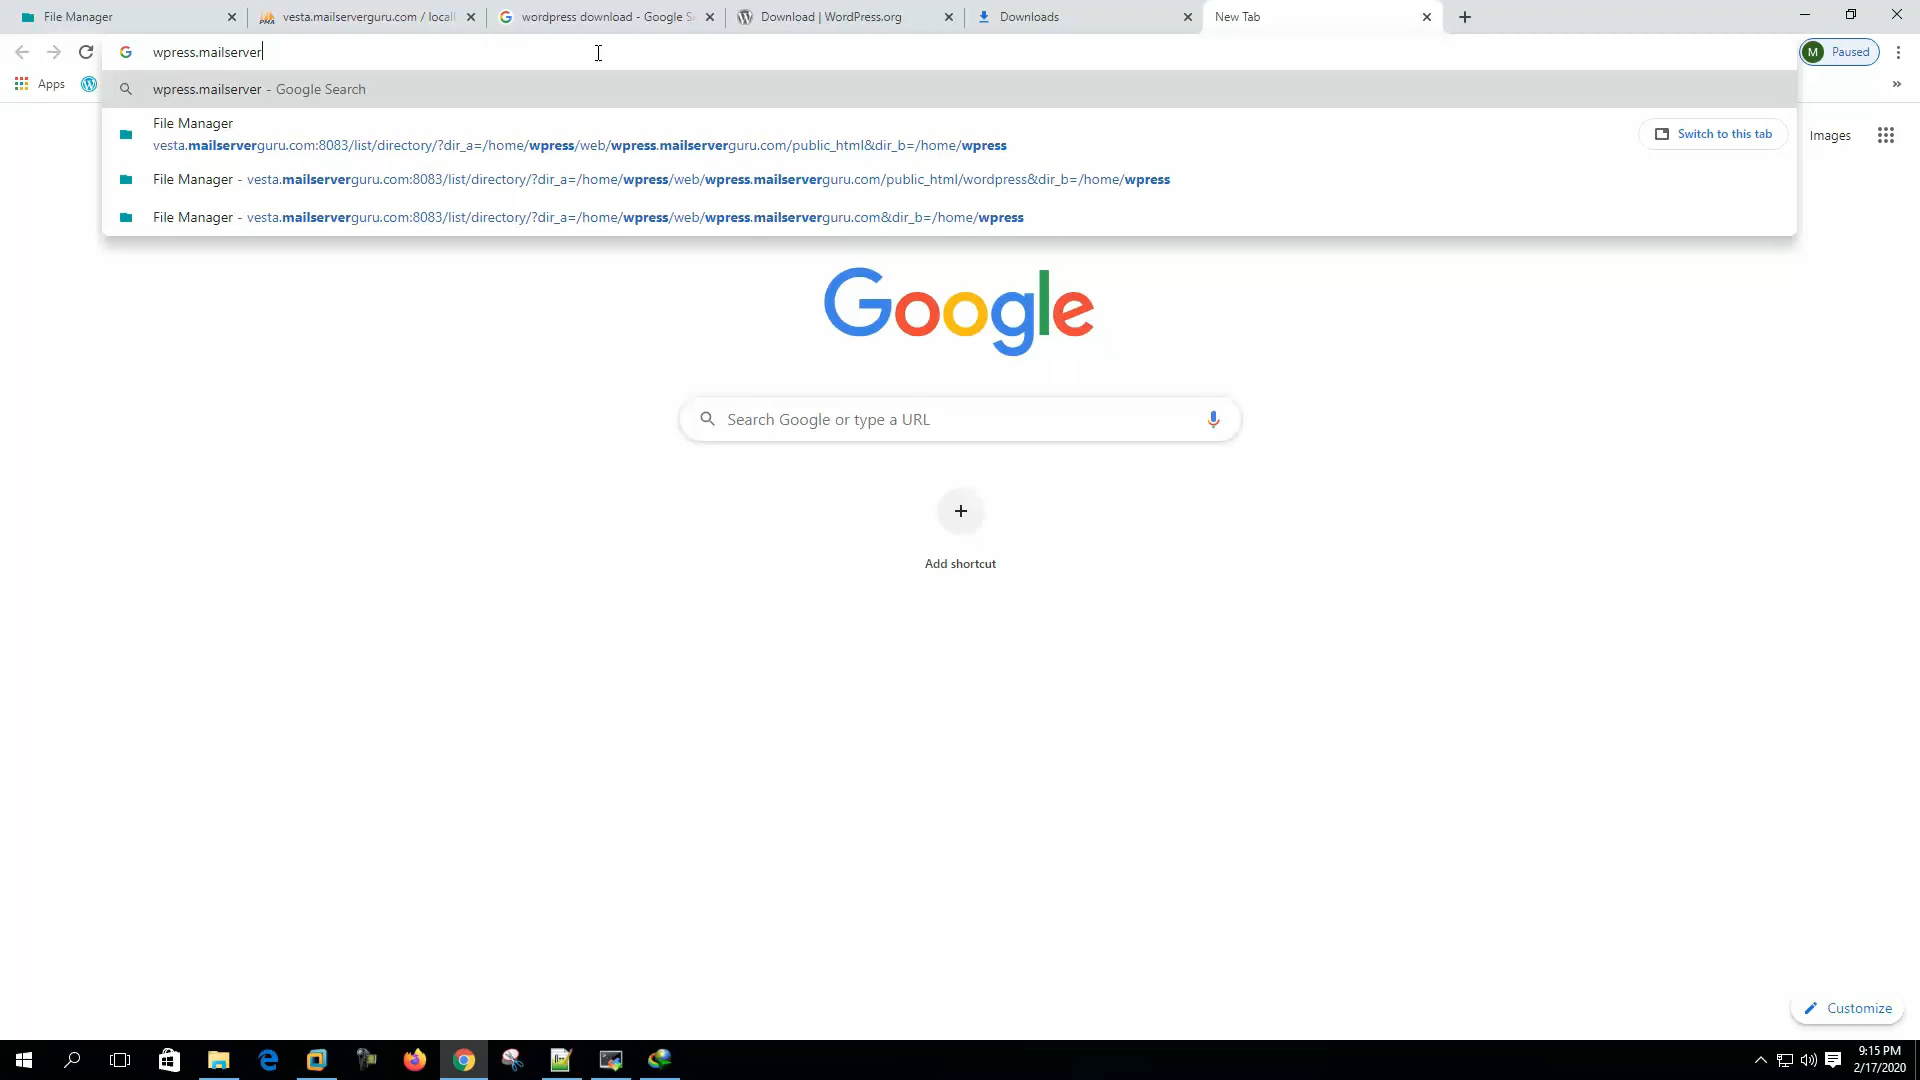 File Manager
vesta.mailserverguru.com / locall
wordpress download - Google Se
Download | WordPress.org
Downloads
New Tab
wpress.mailserver
M Paused
Apps
wpress.mailserver - Google Search
File Manager
vesta.mailserverguru.com:8083/list/directory/?dir_a=/home/wpress/web/wpress.mailserverguru.com/public_html&dir_b=/home/wpress
Switch to this tab
Images
File Manager - vesta.mailserverguru.com:8083/list/directory/?dir_a=/home/wpress/web/wpress.mailserverguru.com/public_html/wordpress&dir_b=/home/wpress
File Manager - vesta.mailserverguru.com:8083/list/directory/?dir_a=/home/wpress/web/wpress.mailserverguru.com&dir_b=/home/wpress
Google
Search Google or type a URL
Add shortcut
Customize
9:15 PM
2/17/2020